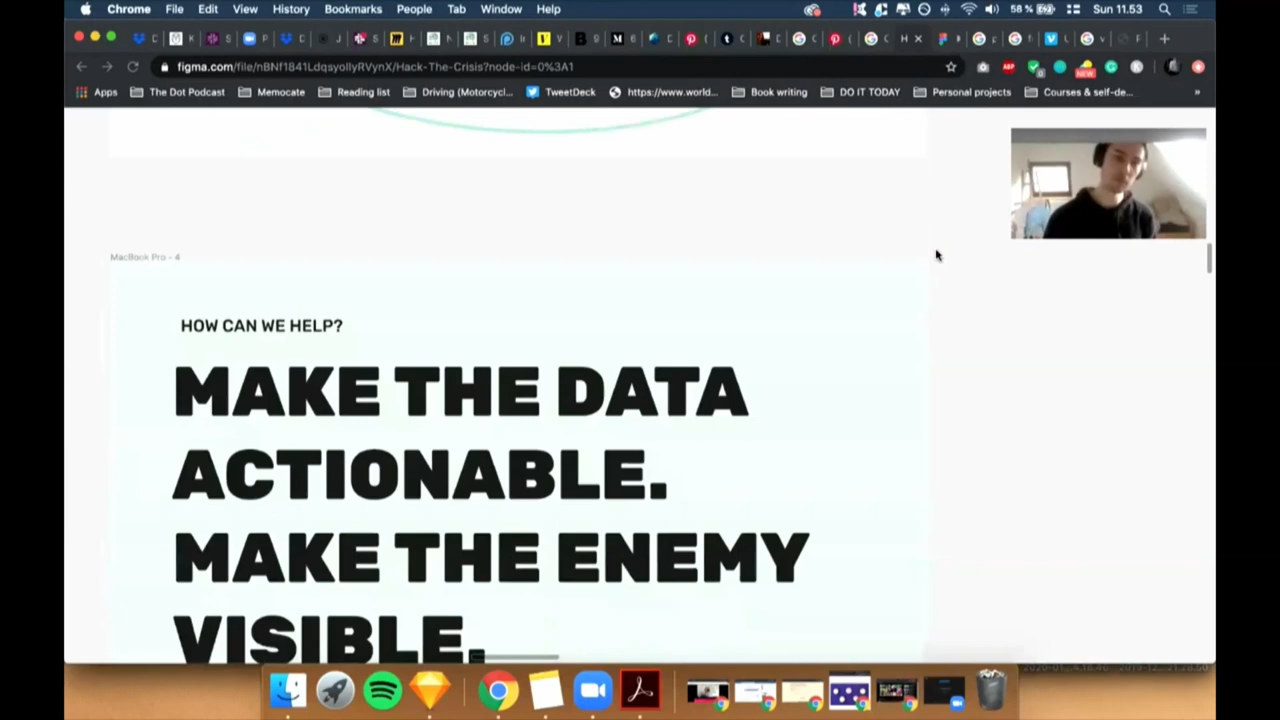 Chrome File Edit View History Bookmarks People Tab Window Help 58 % Sun 11.53
figma.com/file/nBNf1841LdqsyollyRVynX/Hack-The-Crisis?node-id=0%3A1
ABP 0 NEW
Apps The Dot Podcast Memocate Reading list Driving (Motorcycl... TweetDeck https://www.world... Book writing DO IT TODAY Personal projects Courses & self-de... »
MacBook Pro - 4
HOW CAN WE HELP?
MAKE THE DATA
ACTIONABLE.
MAKE THE ENEMY
VISIBLE.